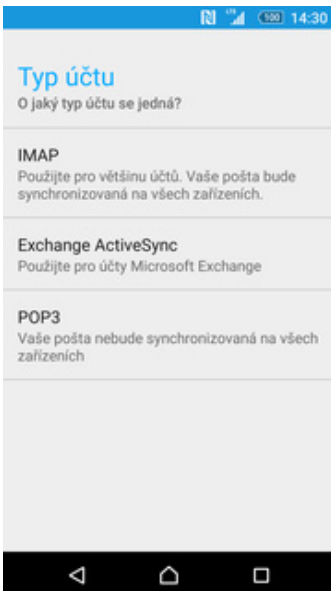 100 14:30
Typ účtu
O jaký typ účtu se jedná?
IMAP
Použijte pro většinu účtů. Vaše pošta bude
synchronizovaná na všech zařízeních.
Exchange ActiveSync
Použijte pro účty Microsoft Exchange
POP3
Vaše pošta nebude synchronizovaná na všech
zařízeních